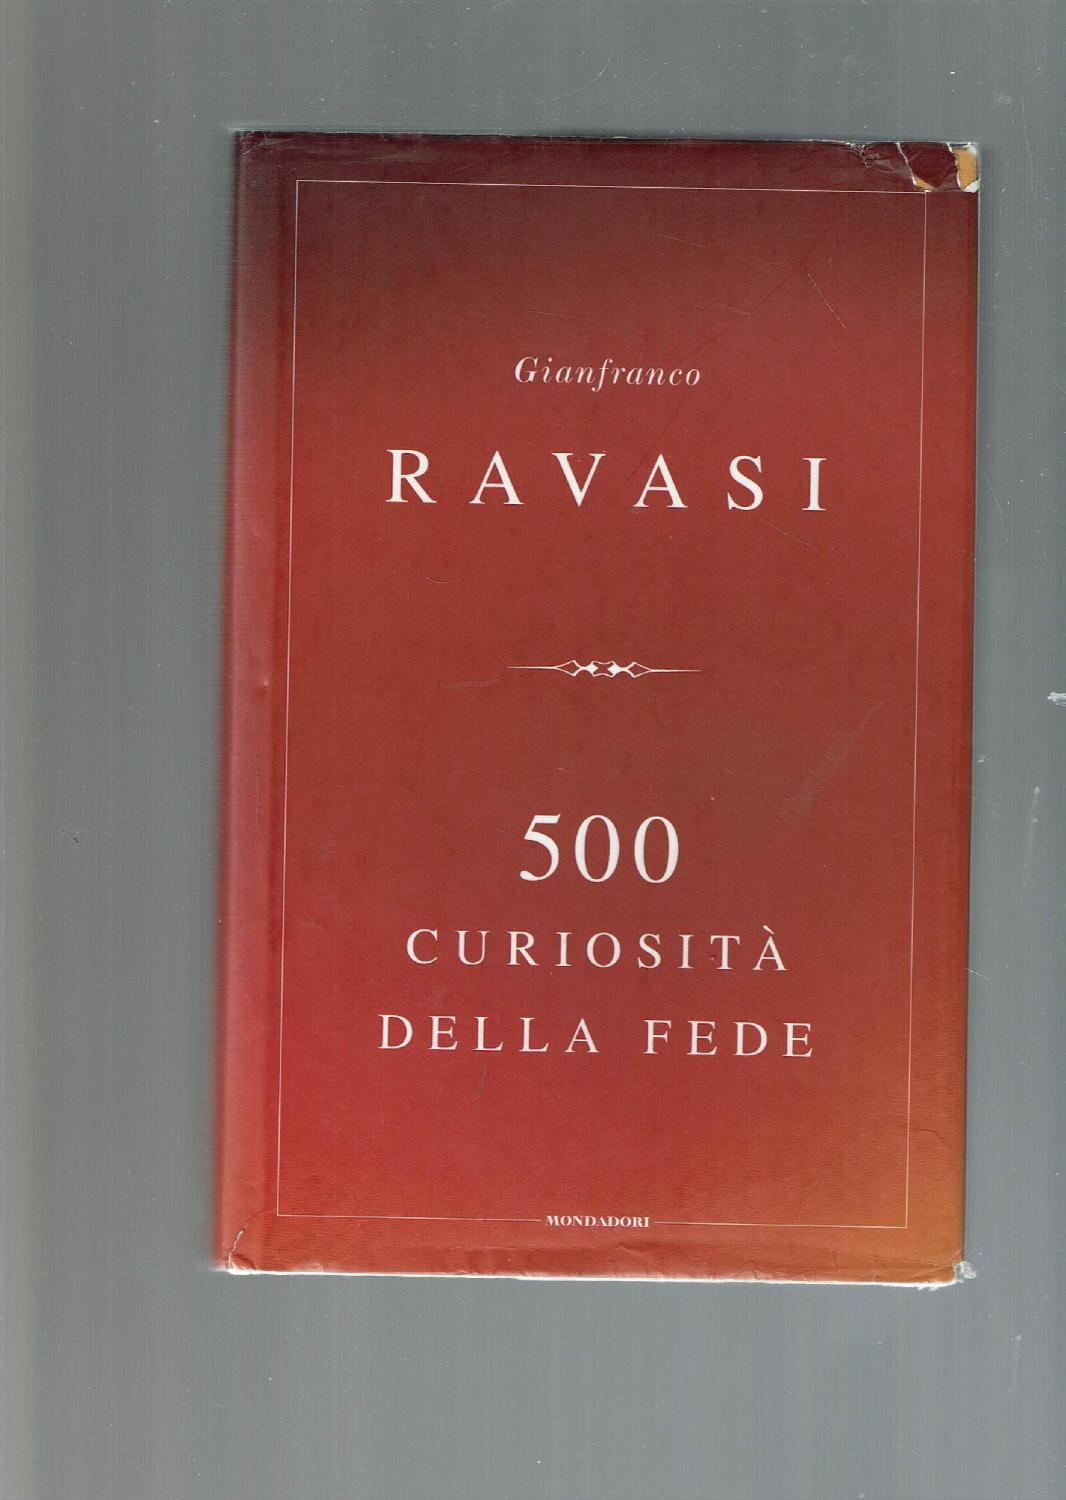 Gianfranco
RAVASI
500
CURIOSITÀ
DELLA FEDE
MONDADORI